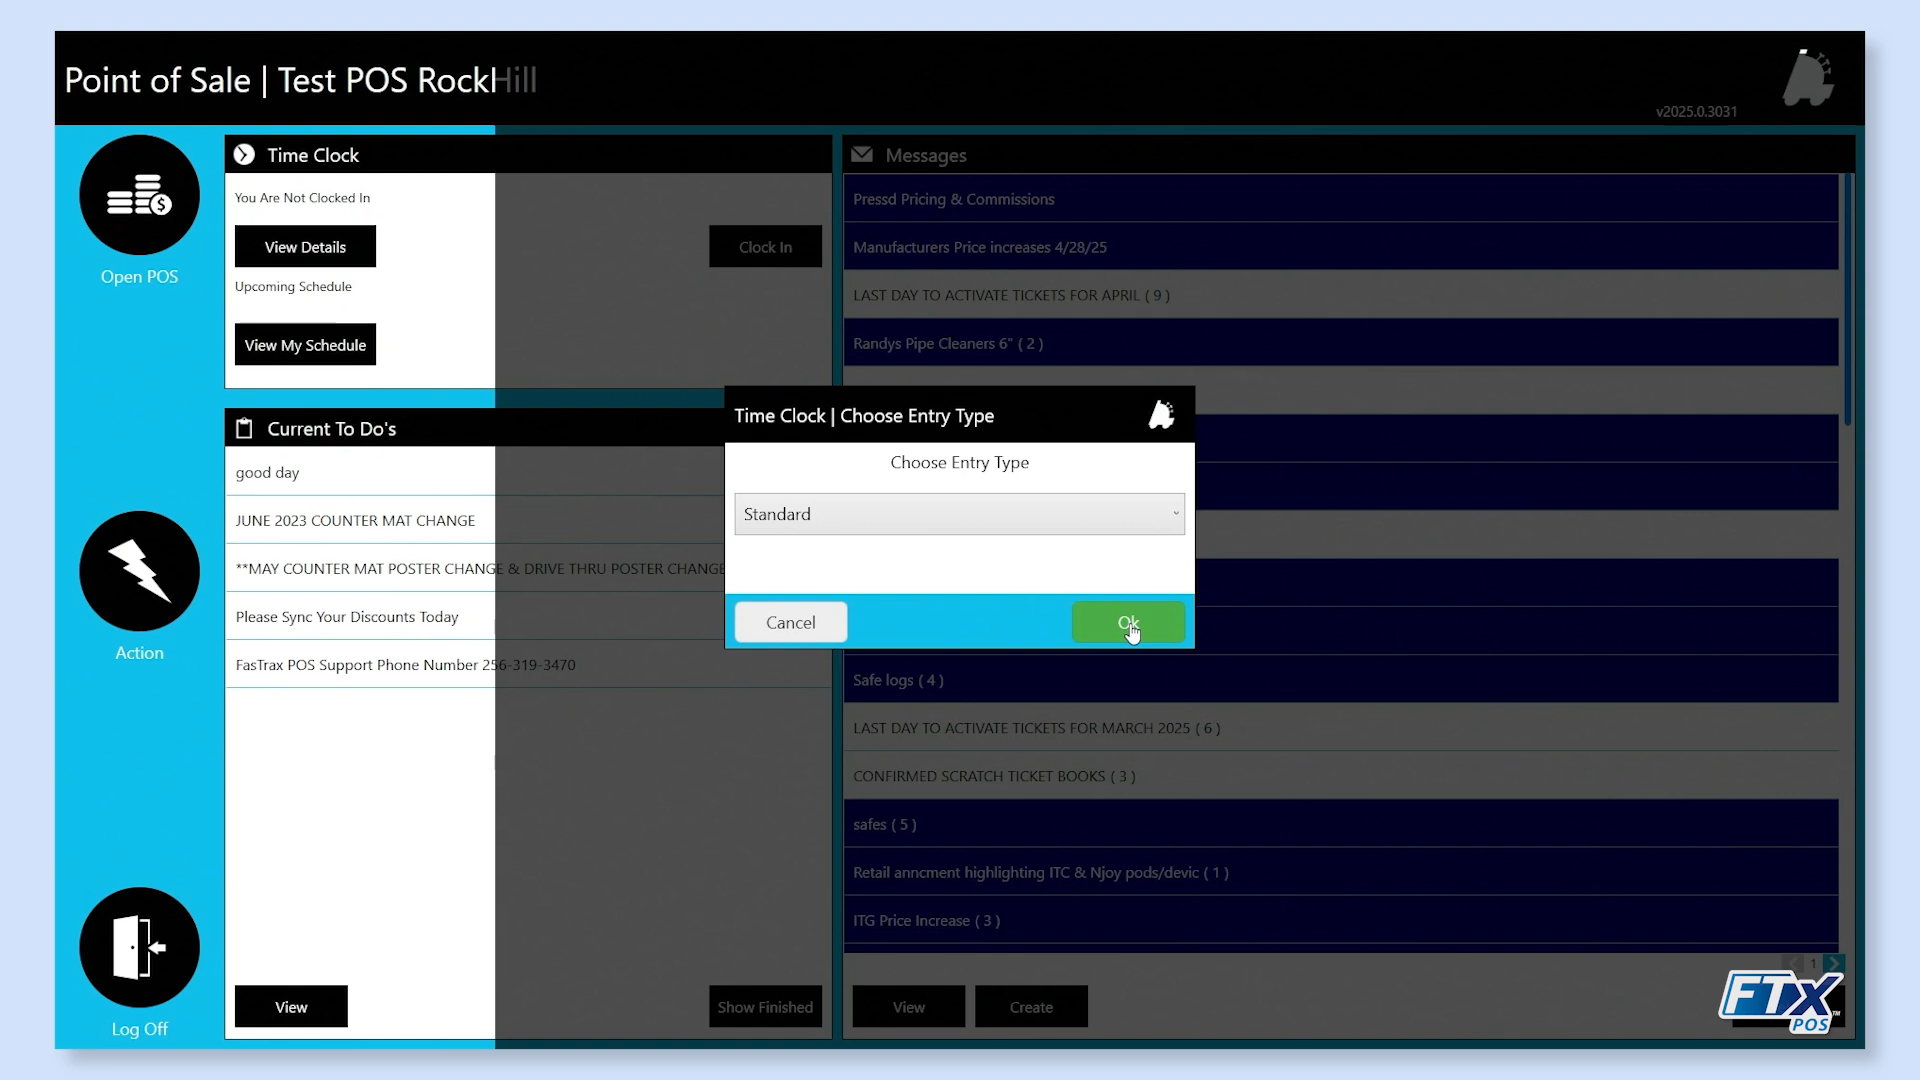 Point of Sale | Test POS RockHill
v2025.0.3031
Open POS
Action
Log Off
Time Clock
You Are Not Clocked In
View Details
Clock In
Upcoming Schedule
View My Schedule
Current To Do's
good day
JUNE 2023 COUNTER MAT CHANGE
**MAY COUNTER MAT POSTER CHANGE & DRIVE THRU POSTER CHANGE
Please Sync Your Discounts Today
FasTrax POS Support Phone Number 256-319-3470
View
Show Finished
Messages
Pressd Pricing & Commissions
Manufacturers Price increases 4/28/25
LAST DAY TO ACTIVATE TICKETS FOR APRIL ( 9 )
Randys Pipe Cleaners 6" ( 2 )
Time Clock | Choose Entry Type
Choose Entry Type
Standard
Cancel
Ok
Safe logs ( 4 )
LAST DAY TO ACTIVATE TICKETS FOR MARCH 2025 ( 6 )
CONFIRMED SCRATCH TICKET BOOKS ( 3 )
safes ( 5 )
Retail anncment highlighting ITC & Njoy pods/devic ( 1 )
ITG Price Increase ( 3 )
1
View
Create
FTX
POS
TM